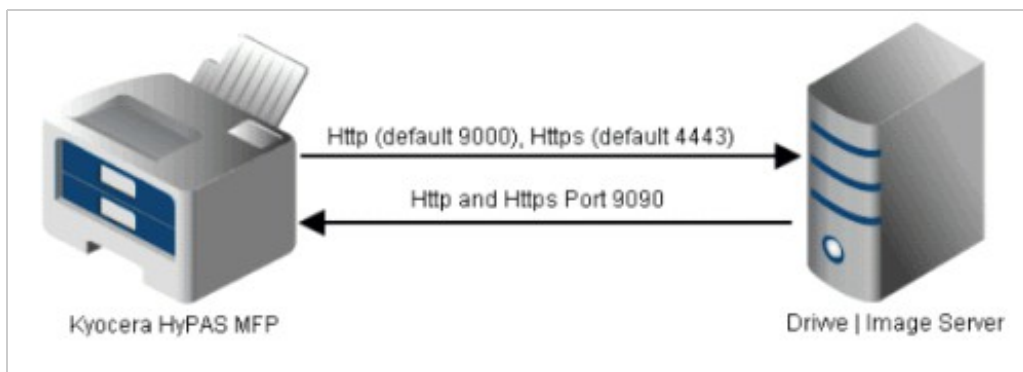 Http (default 9000), Https (default 4443)
Http and Https Port 9090
Kyocera HyPAS MFP
Drivve | Image Server